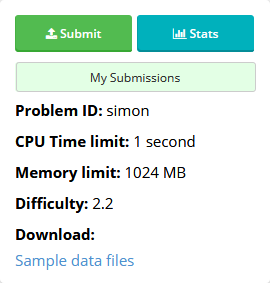 Submit
Stats
My Submissions
Problem ID: simon
CPU Time limit: 1 second
Memory limit: 1024 MB
Difficulty: 2.2
Download:
Sample data files